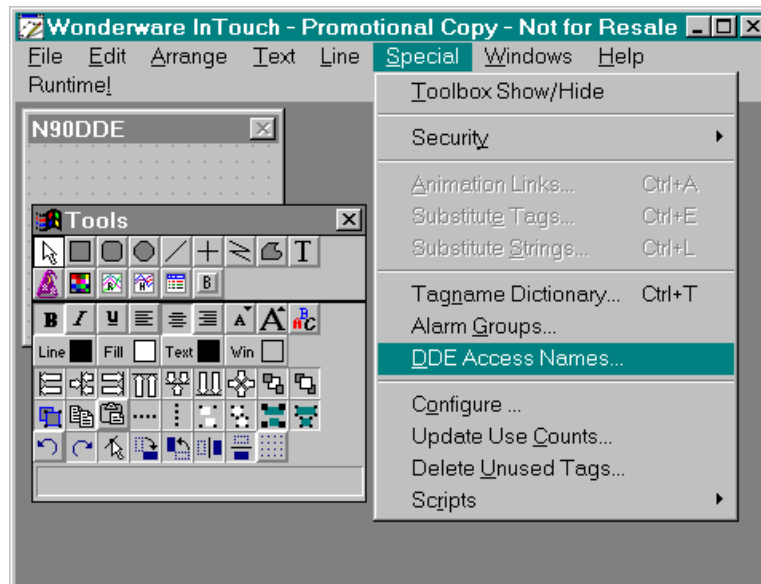 Wonderware InTouch - Promotional Copy - Not for Resale
File Edit Arrange Text Line Special Windows Help
Runtime!
N90DDE
Tools
T
R H B
B I U A A ABC
Line Fill Text Win
Toolbox Show/Hide
Security
Animation Links... Ctrl+A
Substitute Tags... Ctrl+E
Substitute Strings... Ctrl+L
Tagname Dictionary... Ctrl+T
Alarm Groups...
DDE Access Names...
Configure ...
Update Use Counts...
Delete Unused Tags...
Scripts